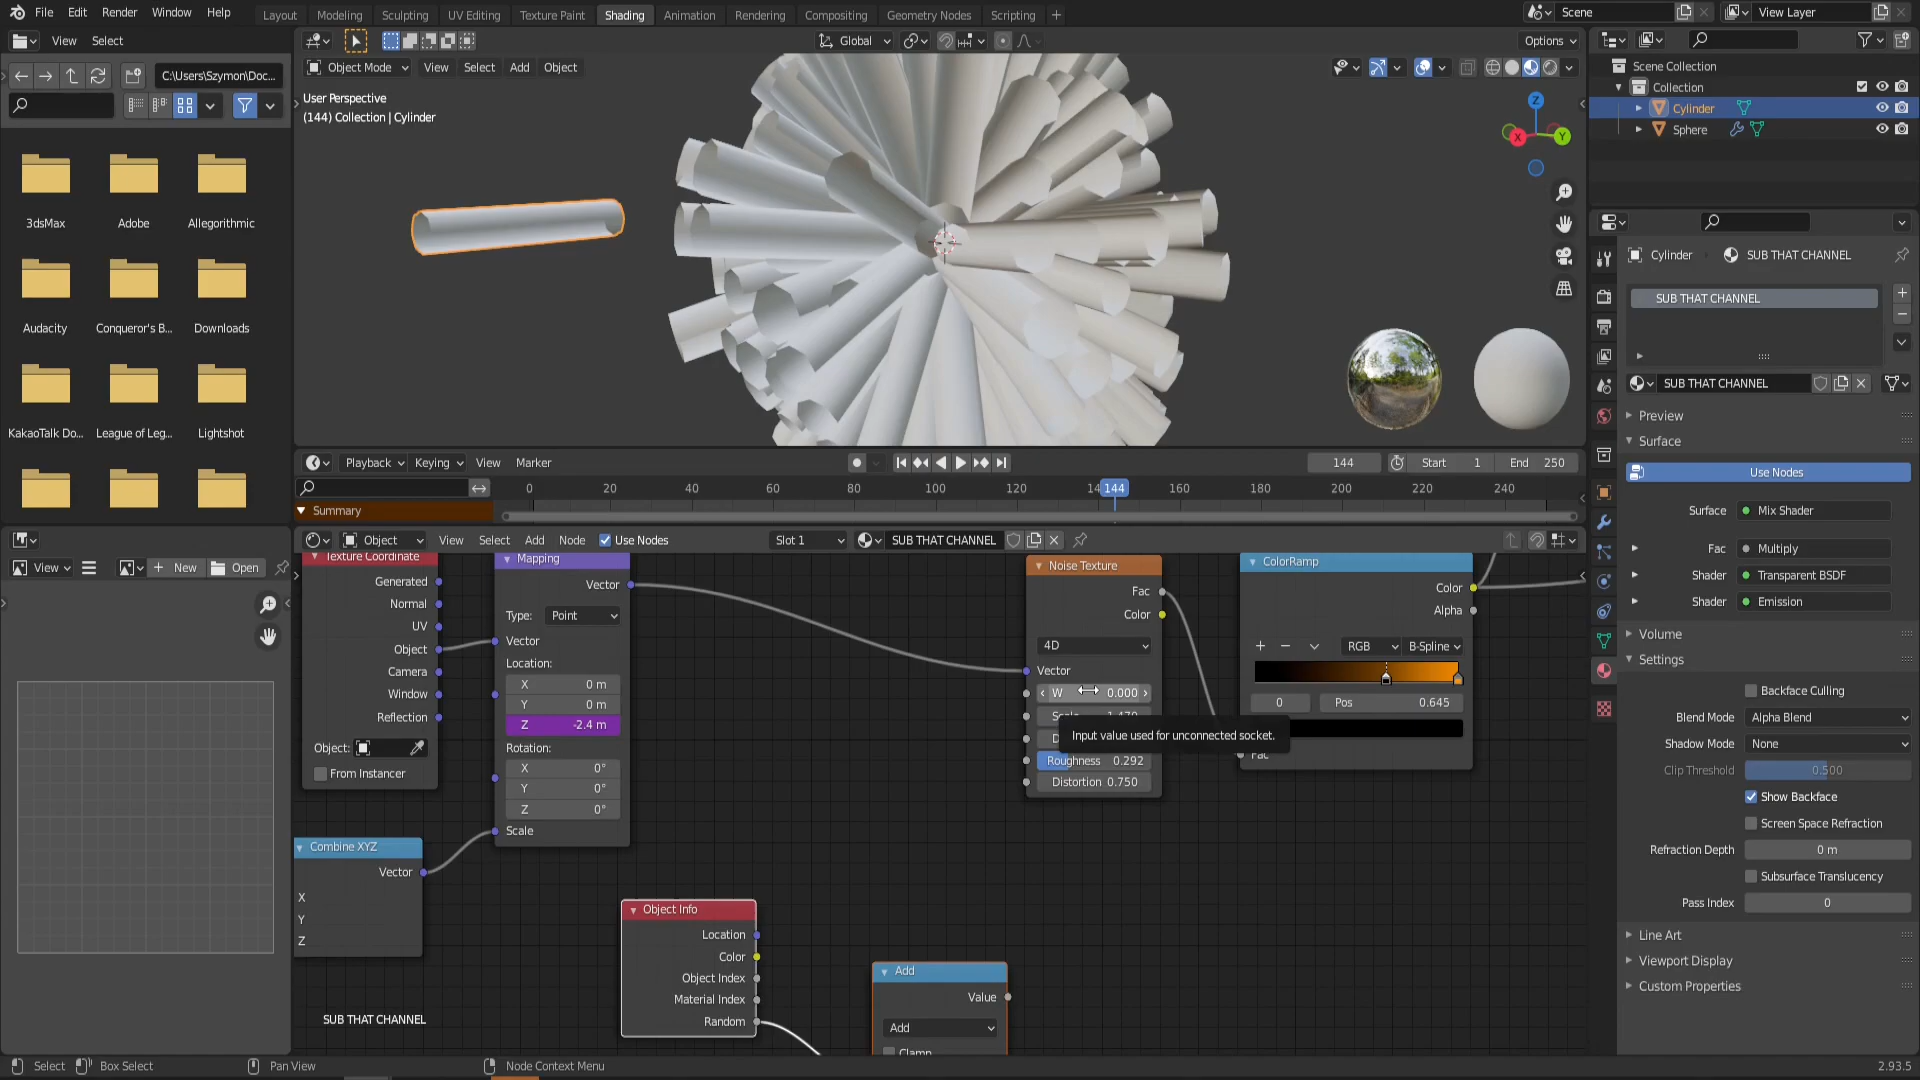 File Edit Render Window Help Layout Modeling Sculpting UV Editing Texture Paint Shading Animation Rendering Compositing Geometry Nodes Scripting + Scene View Layer
View Select
C:\Users\Szymon\Doc...
3dsMax Adobe Allegorithmic
Audacity Conqueror's B... Downloads
KakaoTalk Do... League of Leg... Lightshot
Global Options
Object Mode View Select Add Object
User Perspective
(144) Collection | Cylinder
Z
X Y
Scene Collection
Collection
Cylinder
Sphere
Cylinder SUB THAT CHANNEL
SUB THAT CHANNEL
SUB THAT CHANNEL
Preview
Surface
Use Nodes
Surface Mix Shader
Fac Multiply
Shader Transparent BSDF
Shader Emission
Volume
Settings
Backface Culling
Blend Mode Alpha Blend
Shadow Mode None
Clip Threshold 0.500
Show Backface
Screen Space Refraction
Refraction Depth 0 m
Subsurface Translucency
Pass Index 0
Line Art
Viewport Display
Custom Properties
Playback Keying View Marker 144 Start 1 End 250
0 20 40 60 80 100 120 14 144 160 180 200 220 240
Summary
Object View Select Add Node Use Nodes Slot 1 SUB THAT CHANNEL
View + New Open
Texture Coordinate
Generated
Normal
UV
Object
Camera
Window
Reflection
Object:
From Instancer
Mapping
Vector
Type: Point
Vector
Location:
X 0 m
Y 0 m
Z -2.4 m
Rotation:
X 0°
Y 0°
Z 0°
Scale
Combine XYZ
Vector
X
Y
Z
Noise Texture
Fac
Color
4D
Vector
W 0.000
Input value used for unconnected socket.
Roughness 0.292
Distortion 0.750
ColorRamp
Color
Alpha
+ − RGB B-Spline
0 Pos 0.645
Fac
Object Info
Location
Color
Object Index
Material Index
Random
Add
Value
Add
Clamp
SUB THAT CHANNEL
Select Box Select Pan View Node Context Menu 2.93.5